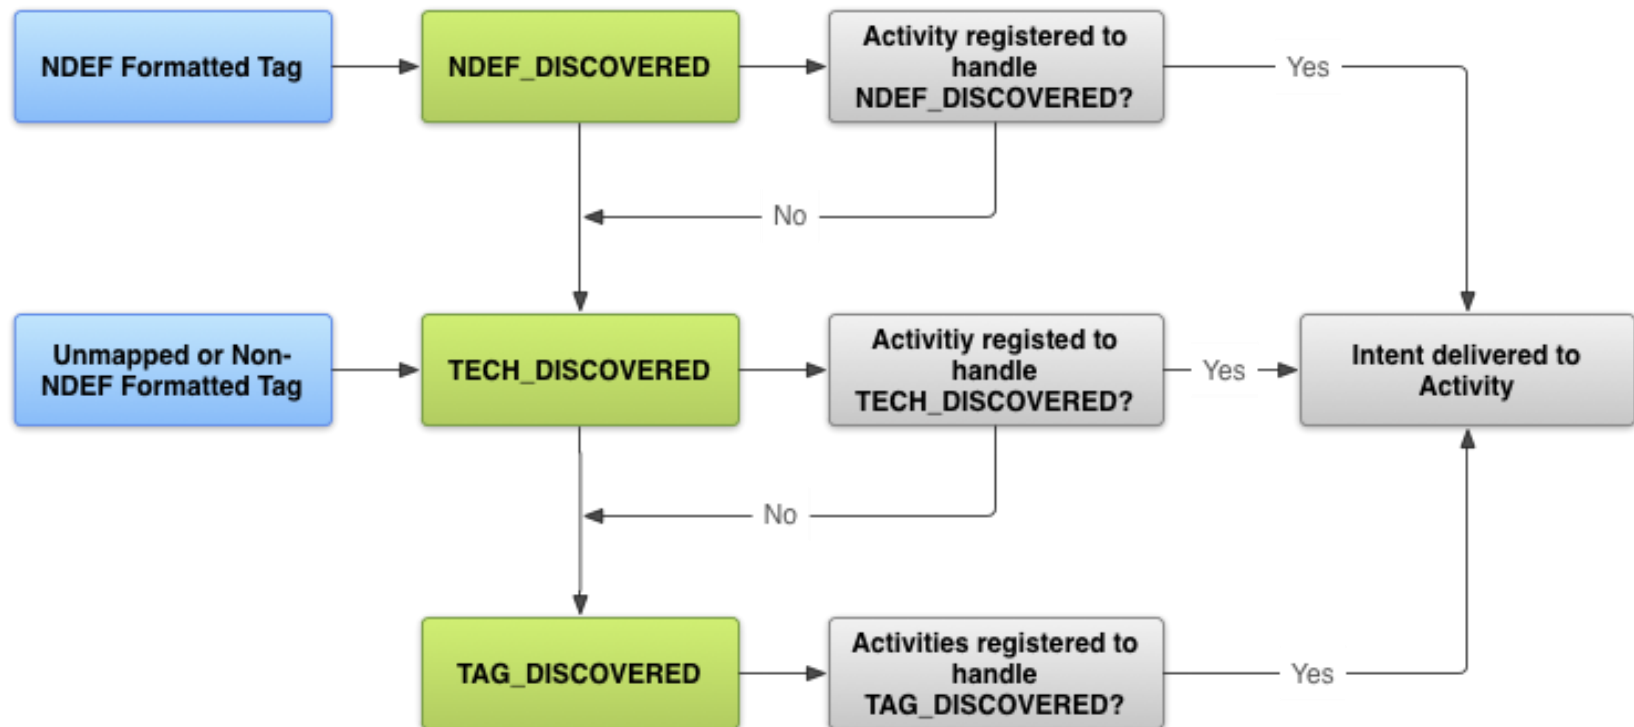 NDEF Formatted Tag
NDEF_DISCOVERED
Activity registered to
handle
NDEF_DISCOVERED?
Yes
No
Unmapped or Non-
NDEF Formatted Tag
TECH_DISCOVERED
Activitiy registed to
handle
TECH_DISCOVERED?
Yes
Intent delivered to
Activity
No
TAG_DISCOVERED
Activities registered to
handle
TAG_DISCOVERED?
Yes